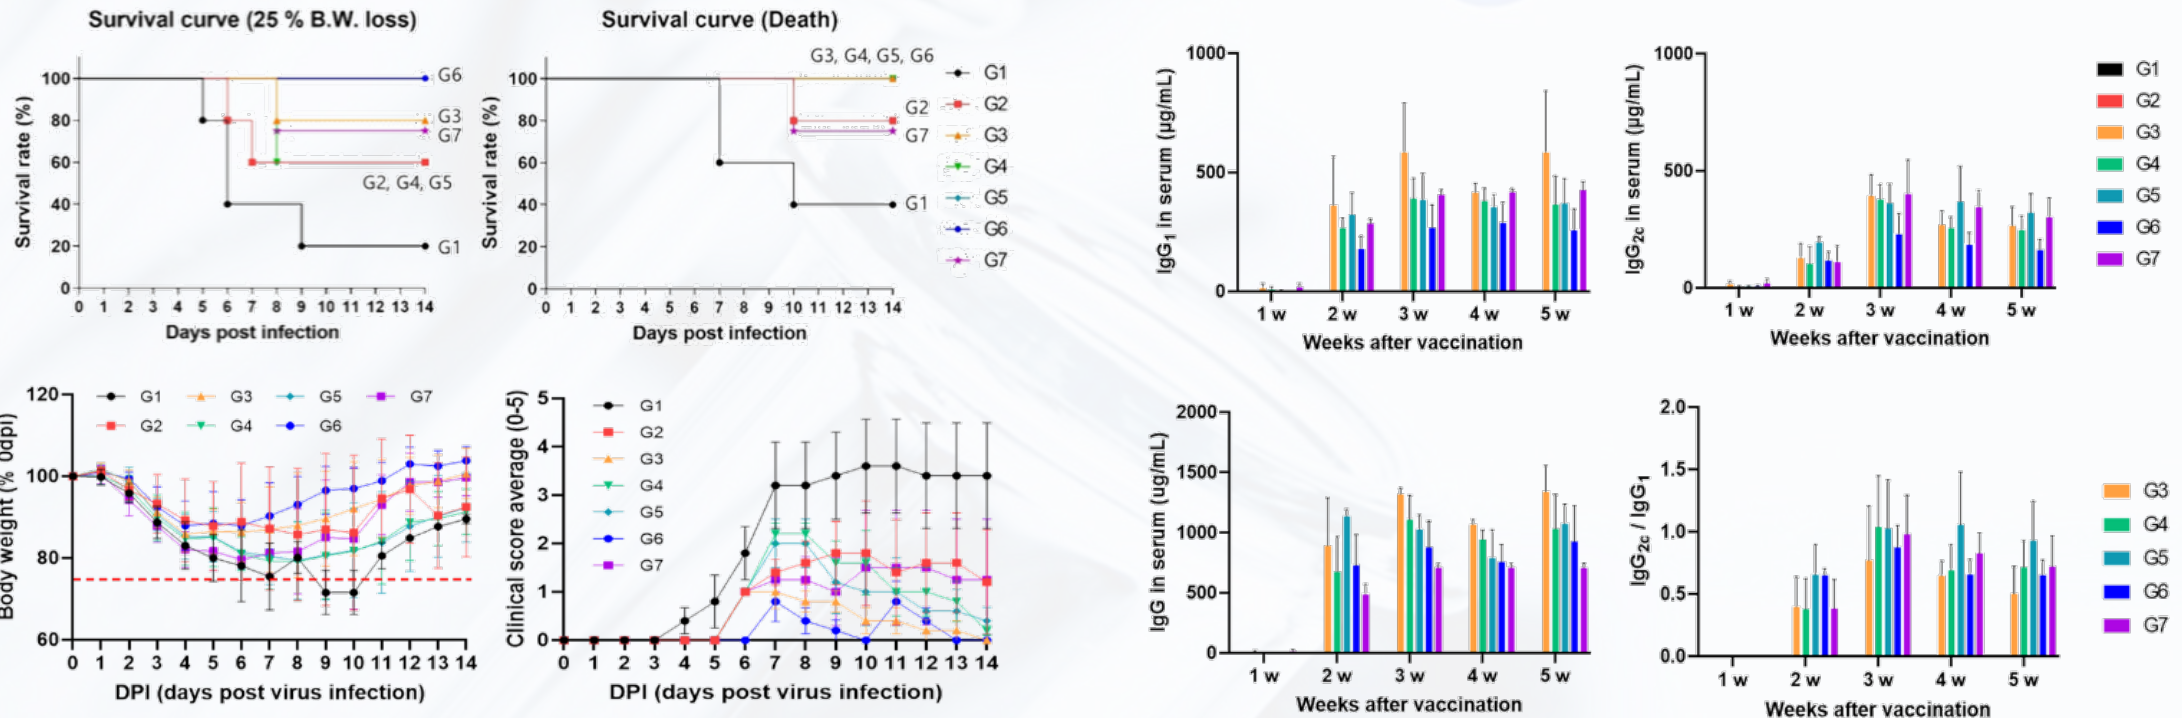 Survival curve (25 % B.W. loss)
Survival rate (%)
100
80
60
40
20
0
G6
G3
G7
G2, G4, G5
G1
0 1 2 3 4 5 6 7 8 9 10 11 12 13 14
Days post infection
Survival curve (Death)
Survival rate (%)
100
80
60
40
20
0
G3, G4, G5, G6
G2
G7
G1
0 1 2 3 4 5 6 7 8 9 10 11 12 13 14
Days post infection
G1
G2
G3
G4
G5
G6
G7
IgG1 in serum (µg/mL)
1000
500
0
1 w 2 w 3 w 4 w 5 w
Weeks after vaccination
IgG2c in serum (µg/mL)
1000
500
0
1 w 2 w 3 w 4 w 5 w
Weeks after vaccination
G1
G2
G3
G4
G5
G6
G7
Body weight (% 0dpi)
120
100
80
60
G1 G3 G5 G7
G2 G4 G6
0 1 2 3 4 5 6 7 8 9 10 11 12 13 14
DPI (days post virus infection)
Clinical score average (0-5)
5
4
3
2
1
0
G1
G2
G3
G4
G5
G6
G7
0 1 2 3 4 5 6 7 8 9 10 11 12 13 14
DPI (days post virus infection)
IgG in serum (ug/mL)
2000
1500
1000
500
0
1 w 2 w 3 w 4 w 5 w
Weeks after vaccination
IgG2c / IgG1
2.0
1.5
1.0
0.5
0.0
1 w 2 w 3 w 4 w 5 w
Weeks after vaccination
G3
G4
G5
G6
G7